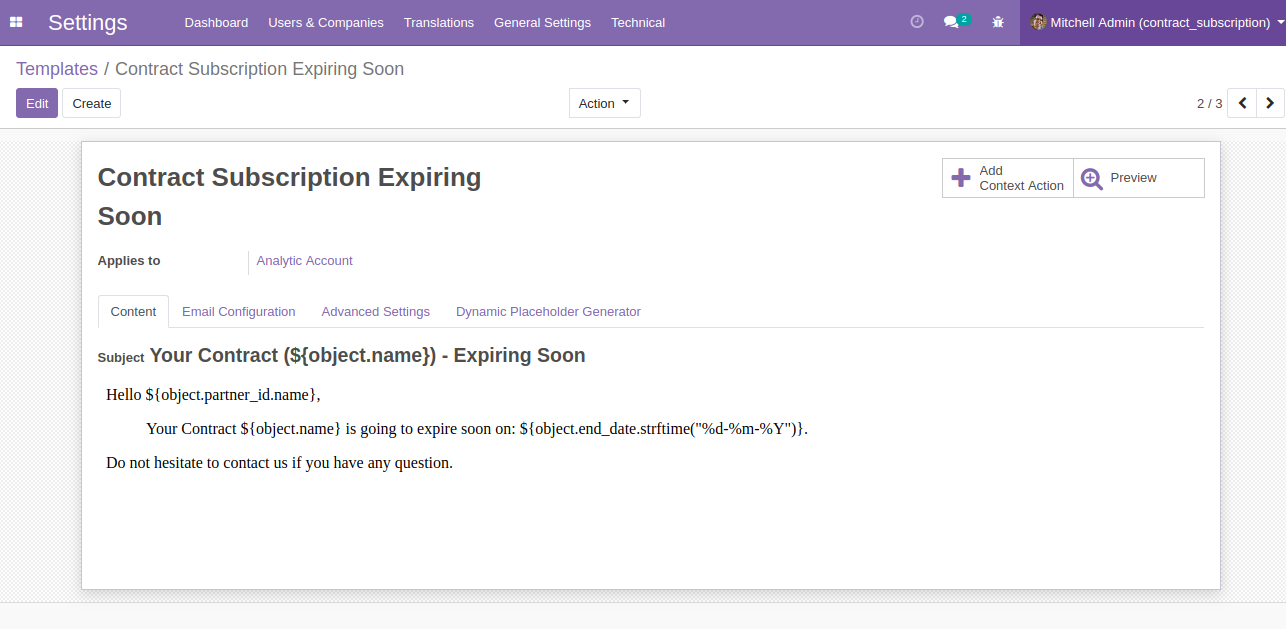 Settings Dashboard Users & Companies Translations General Settings Technical 2 Mitchell Admin (contract_subscription)
Templates / Contract Subscription Expiring Soon
Edit Create Action 2 / 3
Contract Subscription Expiring
Soon
Add
Context Action
Preview
Applies to Analytic Account
Content Email Configuration Advanced Settings Dynamic Placeholder Generator
Subject Your Contract (${object.name}) - Expiring Soon
Hello ${object.partner_id.name},
Your Contract ${object.name} is going to expire soon on: ${object.end_date.strftime("%d-%m-%Y")}.
Do not hesitate to contact us if you have any question.